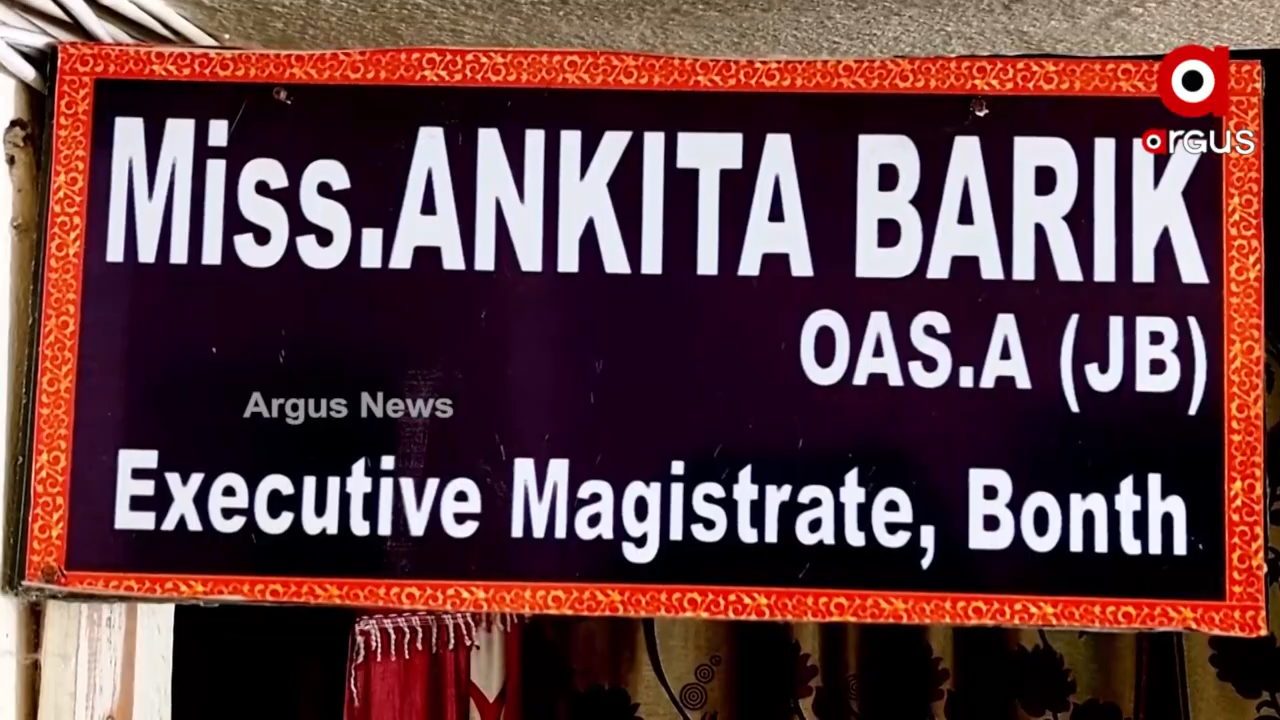 argus
Miss.ANKITA BARIK
OAS.A (JB)
Argus News
Executive Magistrate, Bonth